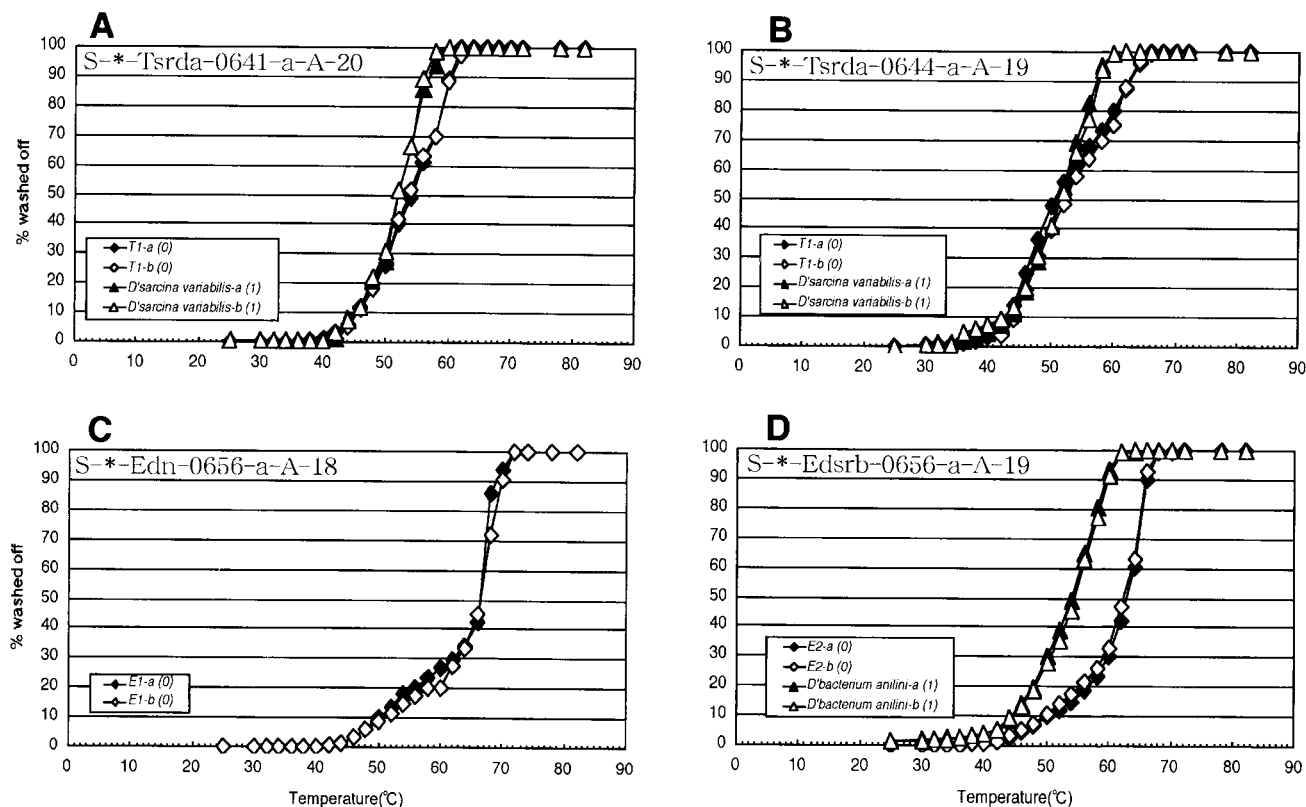 A
S-*-Tsrda-0641-a-A-20
% washed off
100
90
80
70
60
50
40
30
20
10
0
T1-a (0)
T1-b (0)
D'sarcina variabilis-a (1)
D'sarcina variabilis-b (1)
0 10 20 30 40 50 60 70 80 90
B
S-*-Tsrda-0644-a-A-19
100
90
80
70
60
50
40
30
20
10
0
T1-a (0)
T1-b (0)
D'sarcina variabilis-a (1)
D'sarcina variabilis-b (1)
0 10 20 30 40 50 60 70 80 90
C
S-*-Edn-0656-a-A-18
% washed off
100
90
80
70
60
50
40
30
20
10
0
E1-a (0)
E1-b (0)
0 10 20 30 40 50 60 70 80 90
Temperature(℃)
D
S-*-Edsrb-0656-a-A-19
100
90
80
70
60
50
40
30
20
10
0
E2-a (0)
E2-b (0)
D'bacterium anilini-a (1)
D'bacterium anilini-b (1)
0 10 20 30 40 50 60 70 80 90
Temperature(℃)